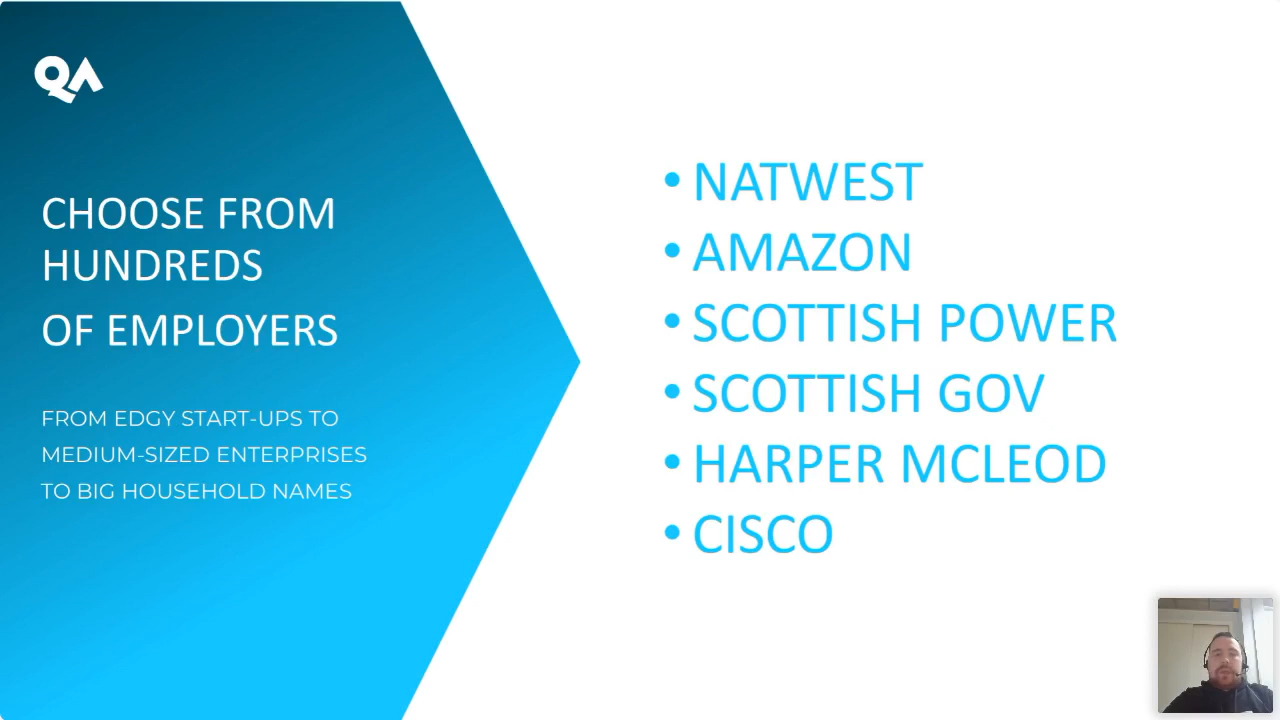 QA
CHOOSE FROM
HUNDREDS
OF EMPLOYERS
FROM EDGY START-UPS TO
MEDIUM-SIZED ENTERPRISES
TO BIG HOUSEHOLD NAMES
• NATWEST
• AMAZON
• SCOTTISH POWER
• SCOTTISH GOV
• HARPER MCLEOD
• CISCO